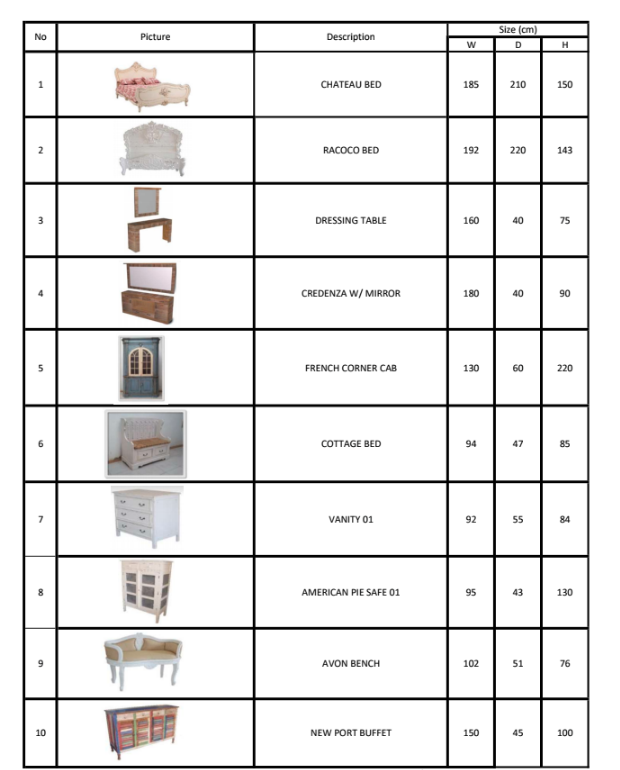 No Picture Description Size (cm)
W D H
1 CHATEAU BED 185 210 150
2 RACOCO BED 192 220 143
3 DRESSING TABLE 160 40 75
4 CREDENZA W/ MIRROR 180 40 90
5 FRENCH CORNER CAB 130 60 220
6 COTTAGE BED 94 47 85
7 VANITY 01 92 55 84
8 AMERICAN PIE SAFE 01 95 43 130
9 AVON BENCH 102 51 76
10 NEW PORT BUFFET 150 45 100